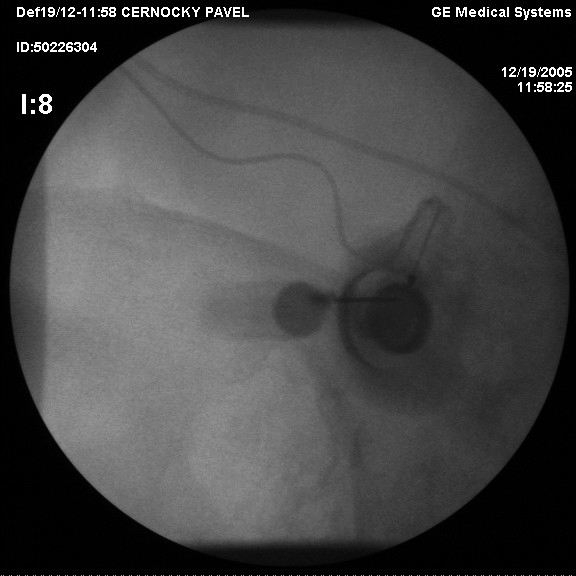 Def19/12-11:58 CERNOCKY PAVEL
GE Medical Systems
ID:50226304
12/19/2005
11:58:25
I:8